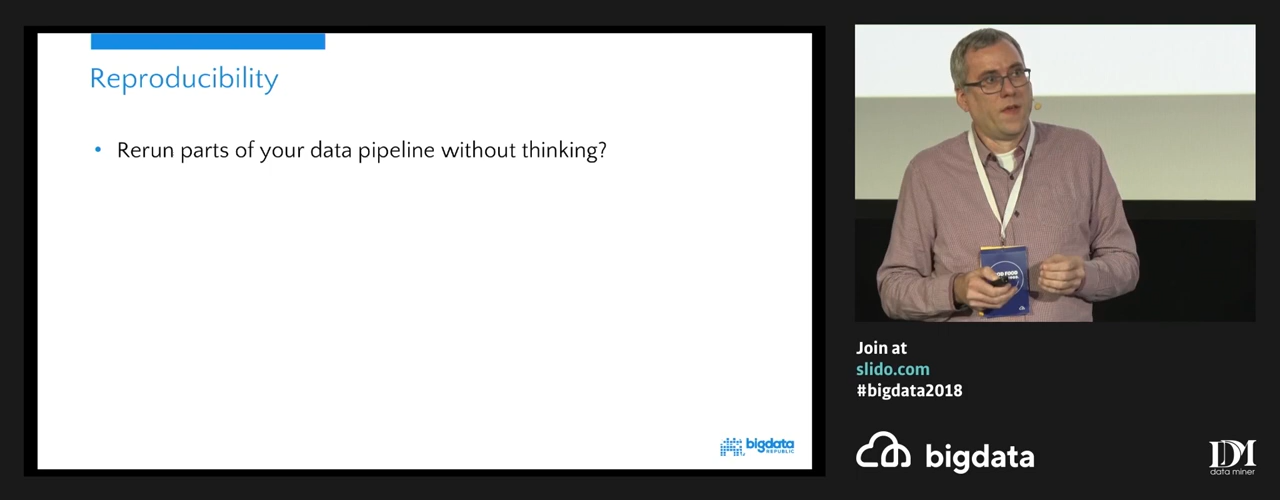 Reproducibility
• Rerun parts of your data pipeline without thinking?
bigdata
REPUBLIC
Join at
slido.com
#bigdata2018
bigdata
DM
data miner